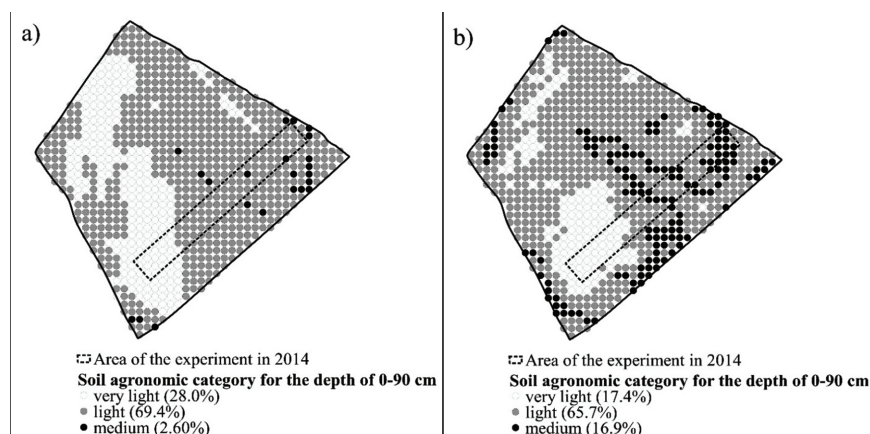 a)
Area of the experiment in 2014
Soil agronomic category for the depth of 0-90 cm
very light (28.0%)
light (69.4%)
medium (2.60%)
b)
Area of the experiment in 2014
Soil agronomic category for the depth of 0-90 cm
very light (17.4%)
light (65.7%)
medium (16.9%)